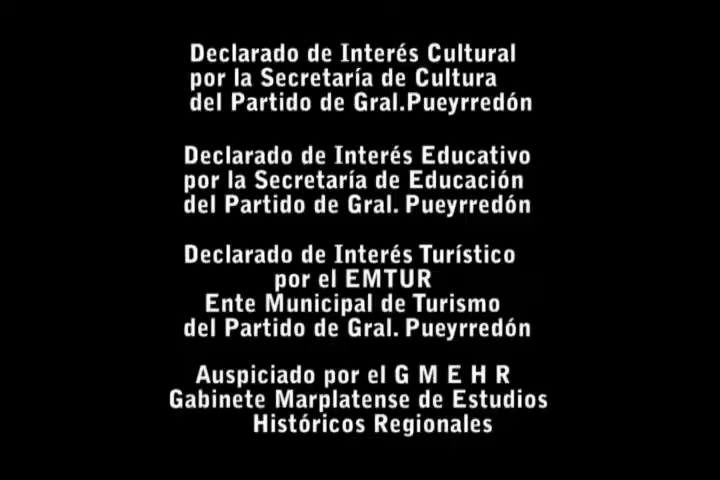 Declarado de Interés Cultural
por la Secretaría de Cultura
del Partido de Gral.Pueyrredón
Declarado de Interés Educativo
por la Secretaría de Educación
del Partido de Gral. Pueyrredón
Declarado de Interés Turístico
por el EMTUR
Ente Municipal de Turismo
del Partido de Gral. Pueyrredón
Auspiciado por el G M E H R
Gabinete Marplatense de Estudios
Históricos Regionales